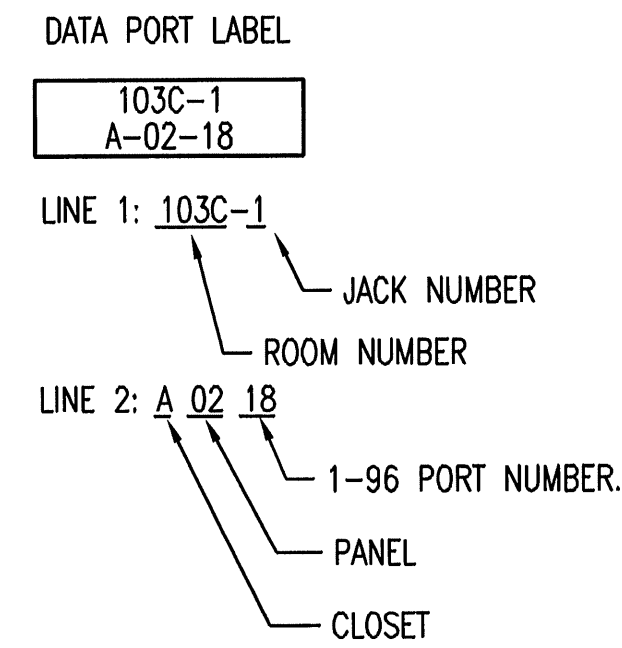 DATA PORT LABEL
103C-1
A-02-18
LINE 1: 103C-1
JACK NUMBER
ROOM NUMBER
LINE 2: A 02 18
1-96 PORT NUMBER.
PANEL
CLOSET